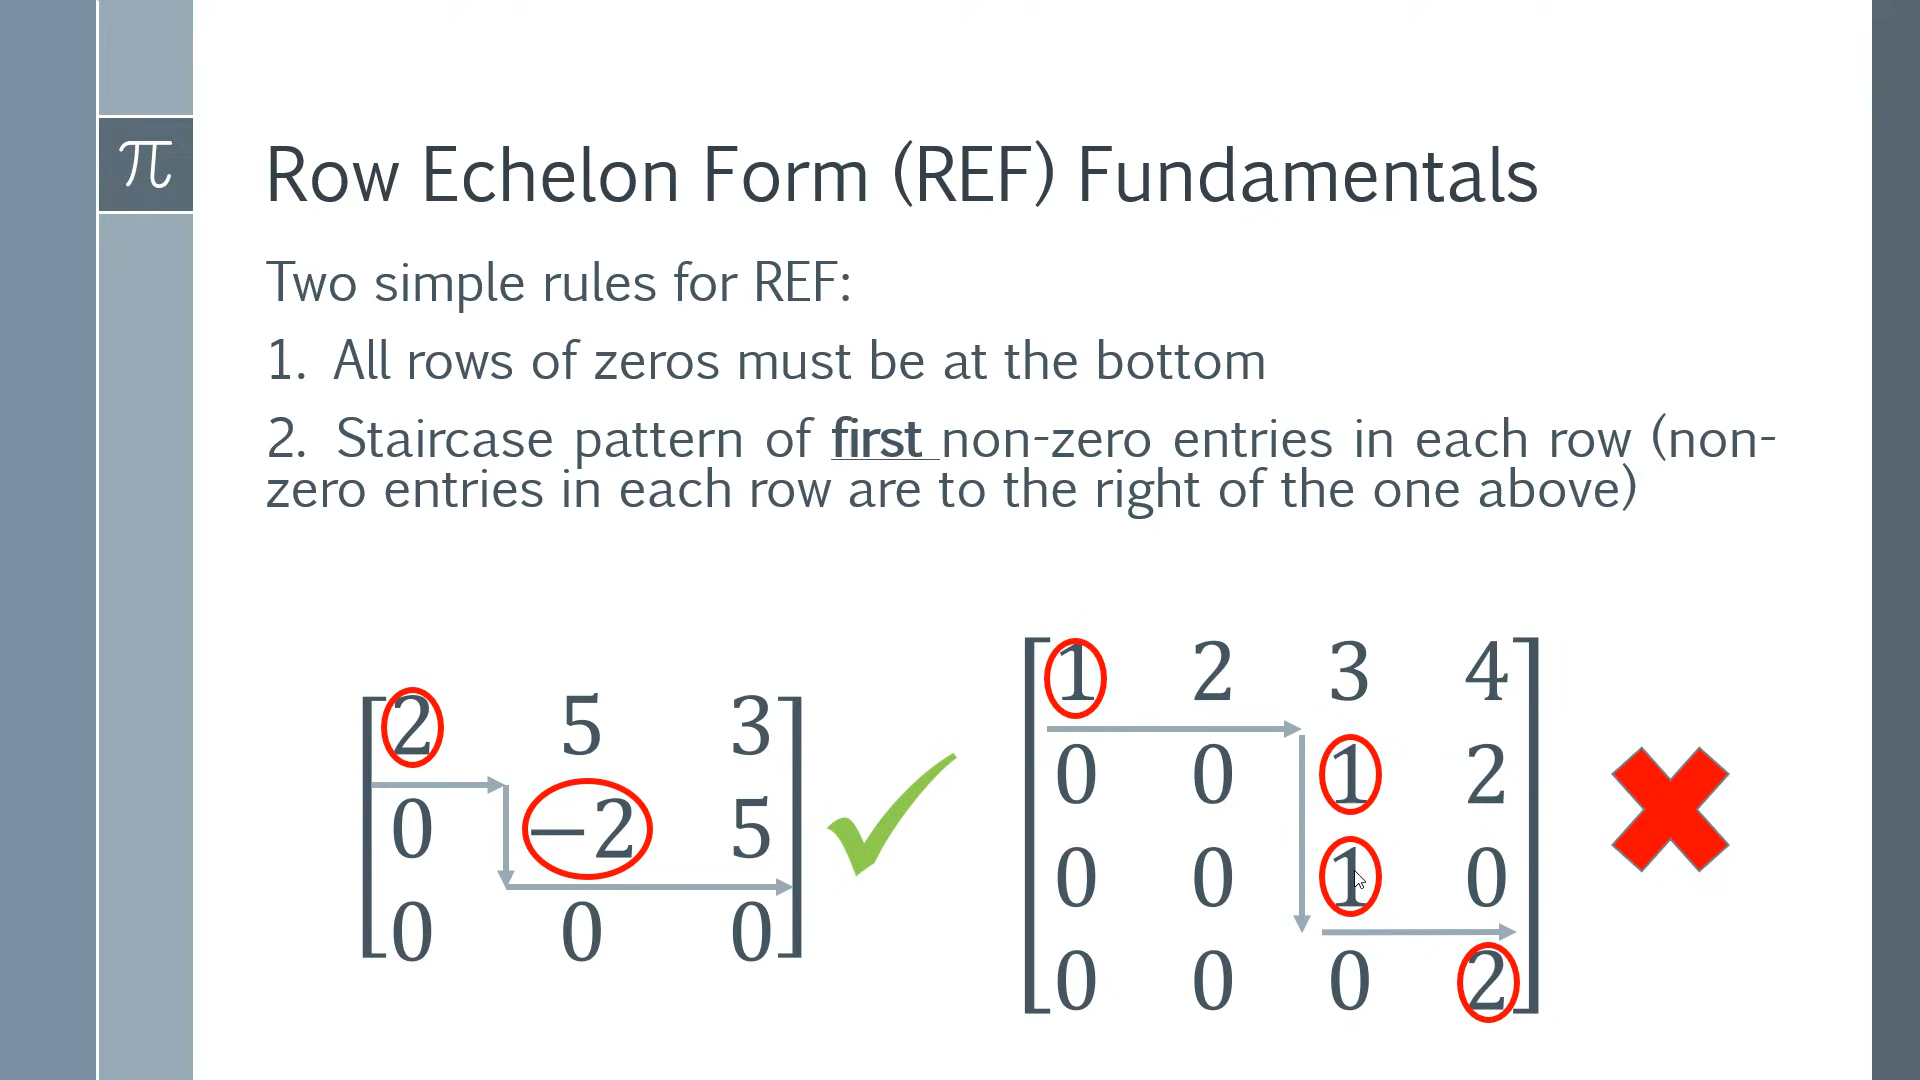 π
Row Echelon Form (REF) Fundamentals
Two simple rules for REF:
1. All rows of zeros must be at the bottom
2. Staircase pattern of first non-zero entries in each row (non-
zero entries in each row are to the right of the one above)
2 5 3
0 −2 5
0 0 0
1 2 3 4
0 0 1 2
0 0 1 0
0 0 0 2